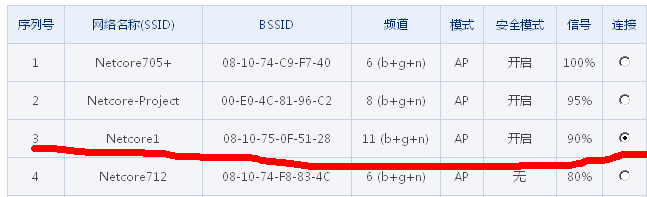 序列号 网络名称(SSID) BSSID 频道 模式 安全模式 信号 连接
1 Netcore705+ 08-10-74-C9-F7-40 6 (b+g+n) AP 开启 100%
2 Netcore-Project 00-E0-4C-81-96-C2 8 (b+g+n) AP 开启 95%
3 Netcore1 08-10-75-0F-51-28 11 (b+g+n) AP 开启 90%
4 Netcore712 08-10-74-F8-83-4C 6 (b+g+n) AP 无 80%